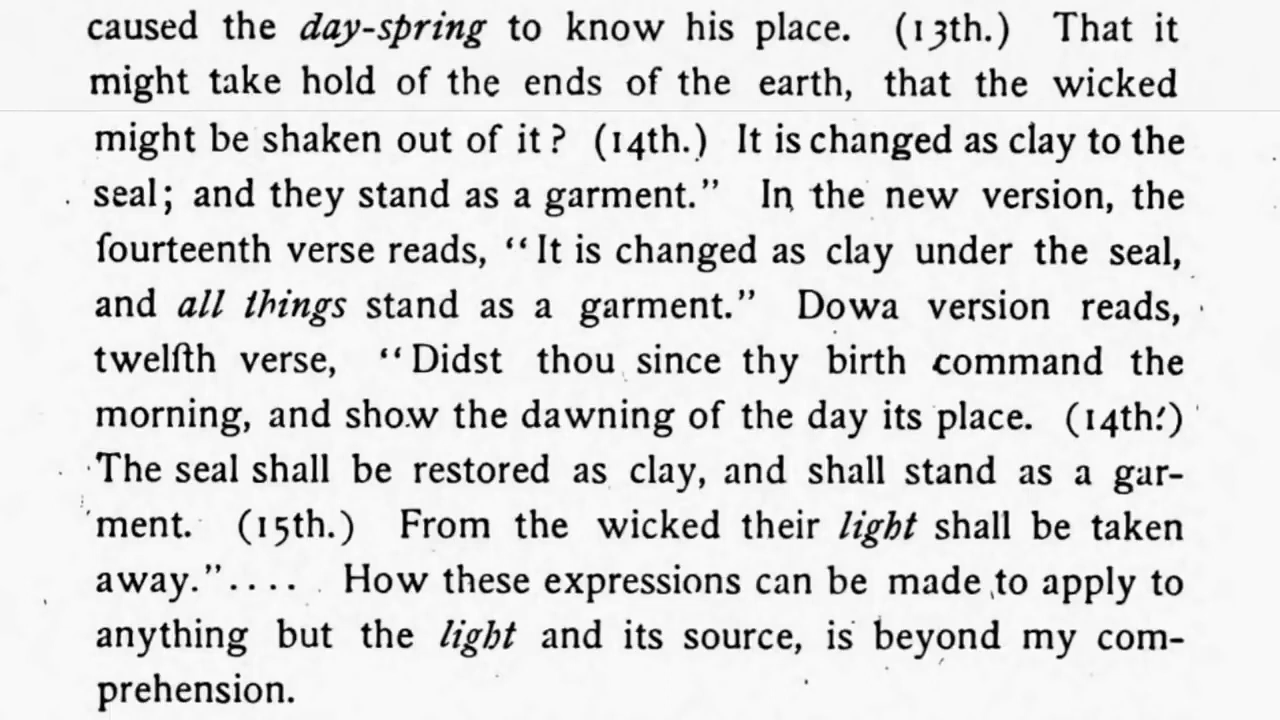 caused the day-spring to know his place. (13th.) That it
might take hold of the ends of the earth, that the wicked
might be shaken out of it? (14th.) It is changed as clay to the
seal; and they stand as a garment.” In the new version, the
fourteenth verse reads, “It is changed as clay under the seal,
and all things stand as a garment.” Dowa version reads,
twelfth verse, “Didst thou since thy birth command the
morning, and show the dawning of the day its place. (14th.)
The seal shall be restored as clay, and shall stand as a gar-
ment. (15th.) From the wicked their light shall be taken
away.”.... How these expressions can be made to apply to
anything but the light and its source, is beyond my com-
prehension.